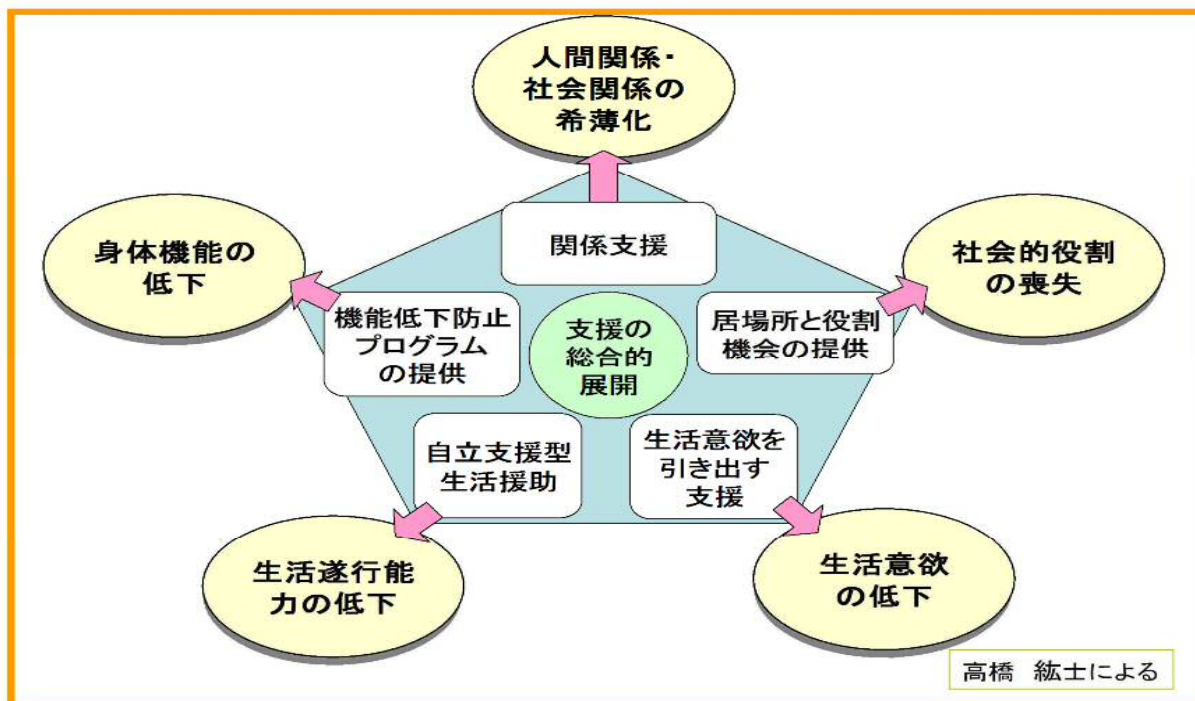 人間関係・
社会関係の
希薄化
身体機能の
低下
関係支援
社会的役割
の喪失
機能低下防止
プログラム
の提供
支援の
総合的
展開
居場所と役割
機会の提供
自立支援型
生活援助
生活意欲を
引き出す
支援
生活遂行能
力の低下
生活意欲
の低下
高橋 紘士による